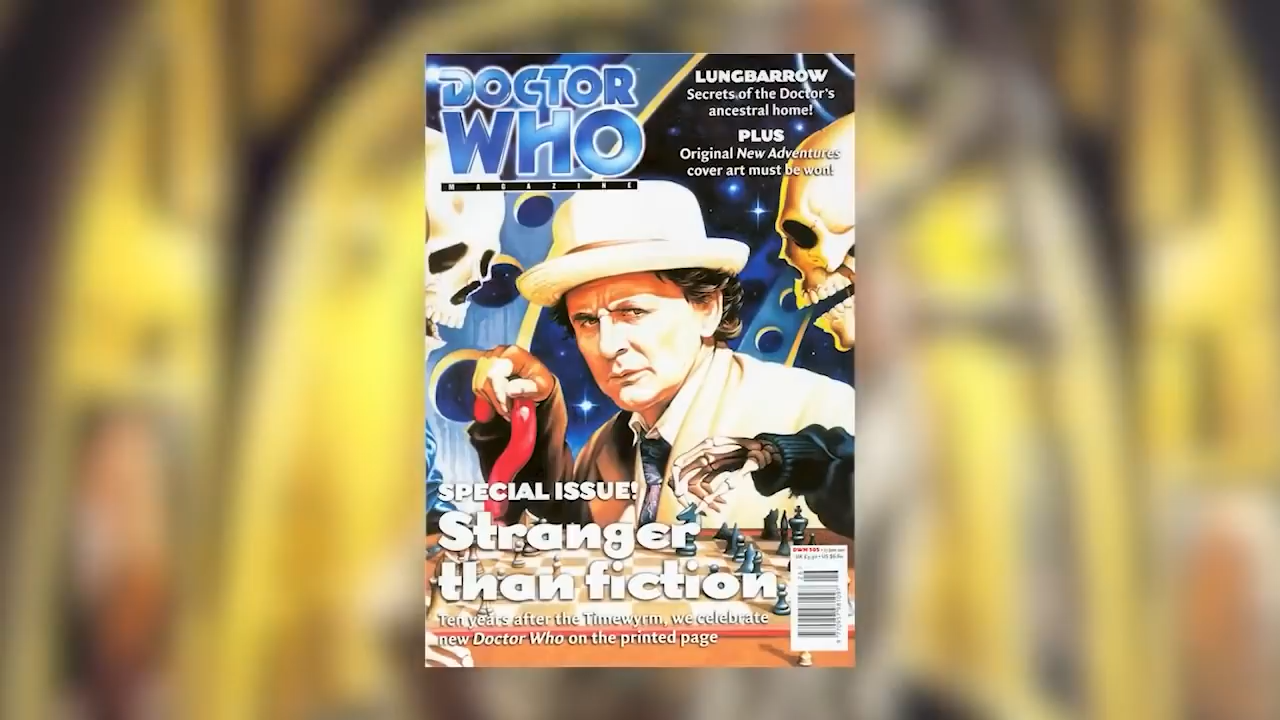 DOCTOR
WHO
MAGAZINE
LUNGBARROW
Secrets of the Doctor's
ancestral home!
PLUS
Original New Adventures
cover art must be won!
SPECIAL ISSUE!
Stranger
than fiction
Ten years after the Timewyrm, we celebrate
new Doctor Who on the printed page
DWM 305